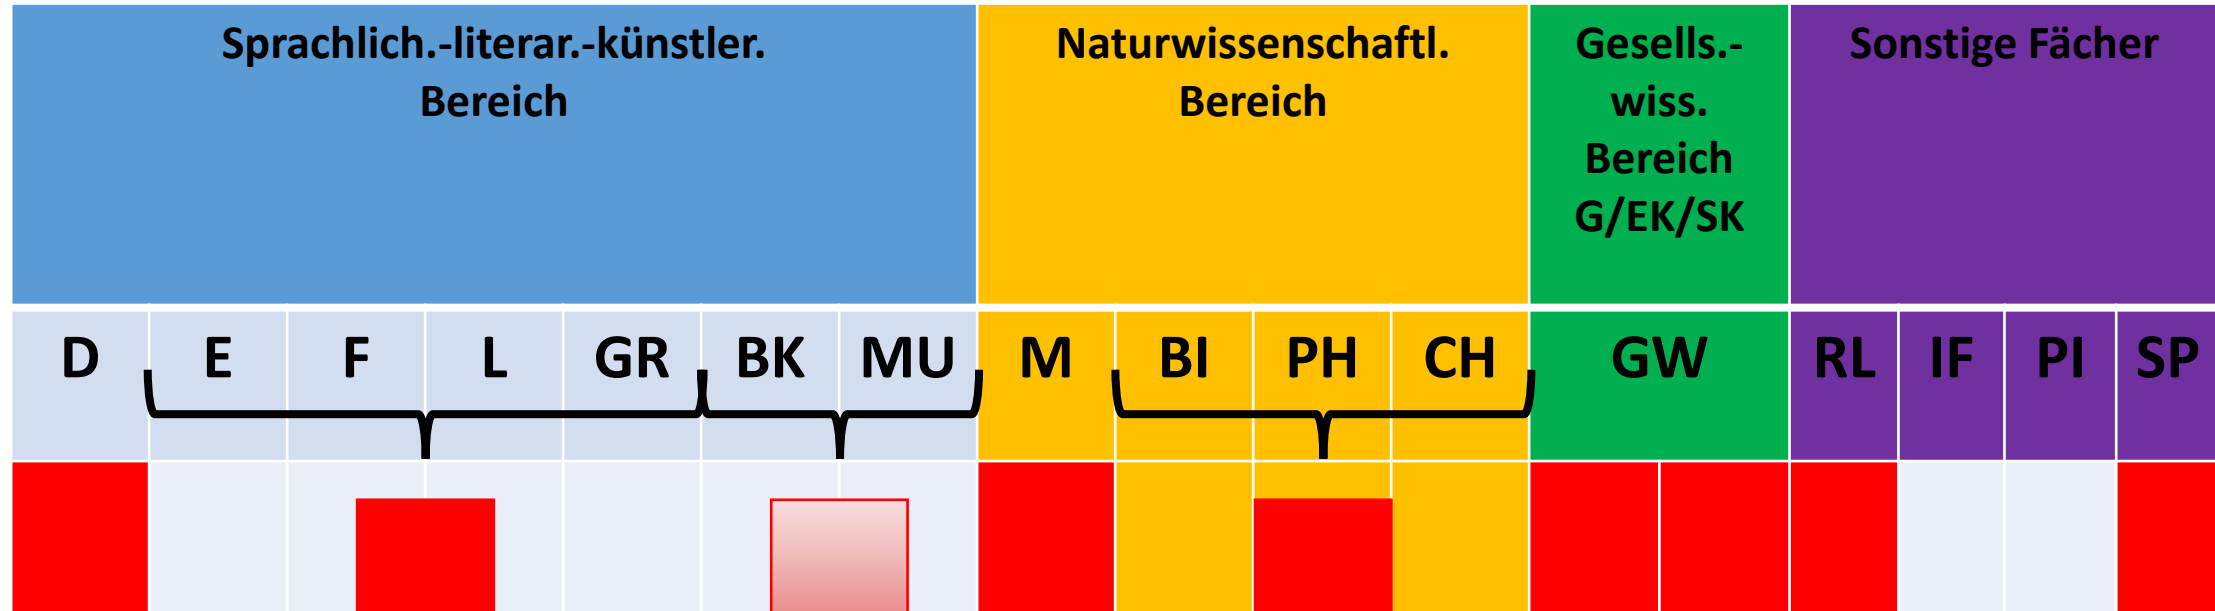 Sprachlich.-literar.-künstler.
Bereich
Naturwissenschaftl.
Bereich
Gesells.-
wiss.
Bereich
G/EK/SK
Sonstige Fächer
D E F L GR BK MU M BI PH CH GW RL IF PI SP